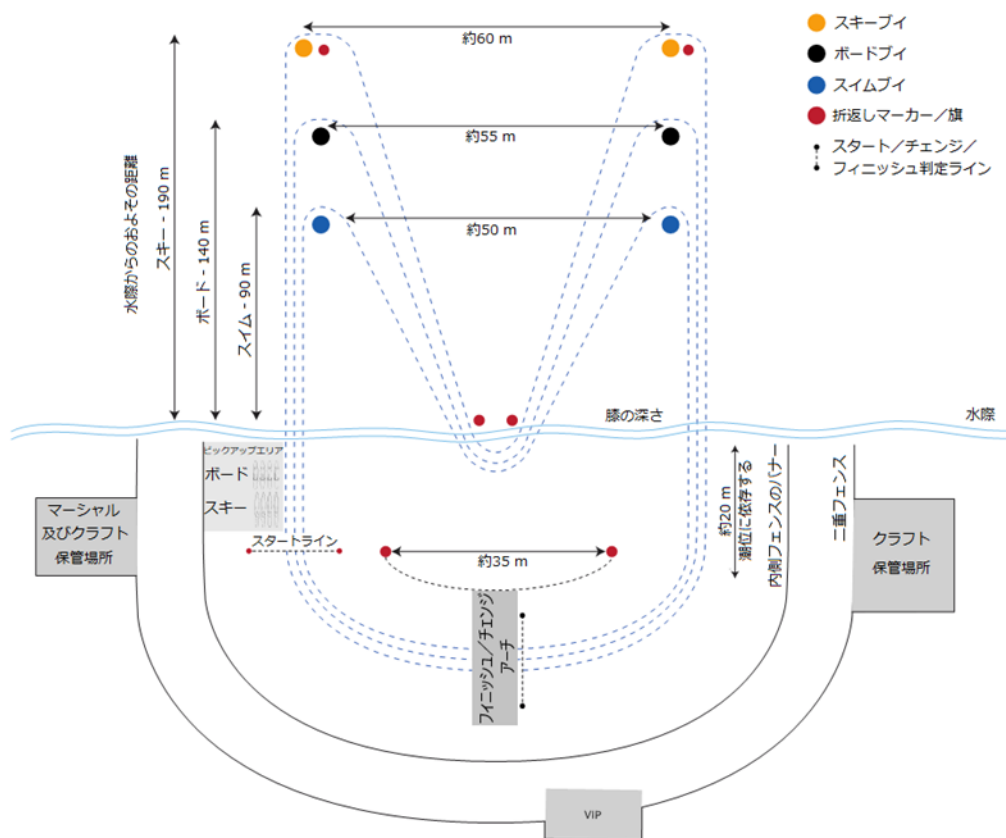 約60 m
スキーブイ
ボードブイ
スイムブイ
折返しマーカー／旗
スタート／チェンジ／
フィニッシュ判定ライン
約55 m
約50 m
水際からのおよその距離
スキー - 190 m
ボード - 140 m
スイム - 90 m
膝の深さ
水際
ピックアップエリア
ボード
スキー
スタートライン
マーシャル
及びクラフト
保管場所
約35 m
約20 m
潮位に依存する
内側フェンスのバナー
二重フェンス
クラフト
保管場所
フィニッシュ／チェンジ
アーチ
VIP